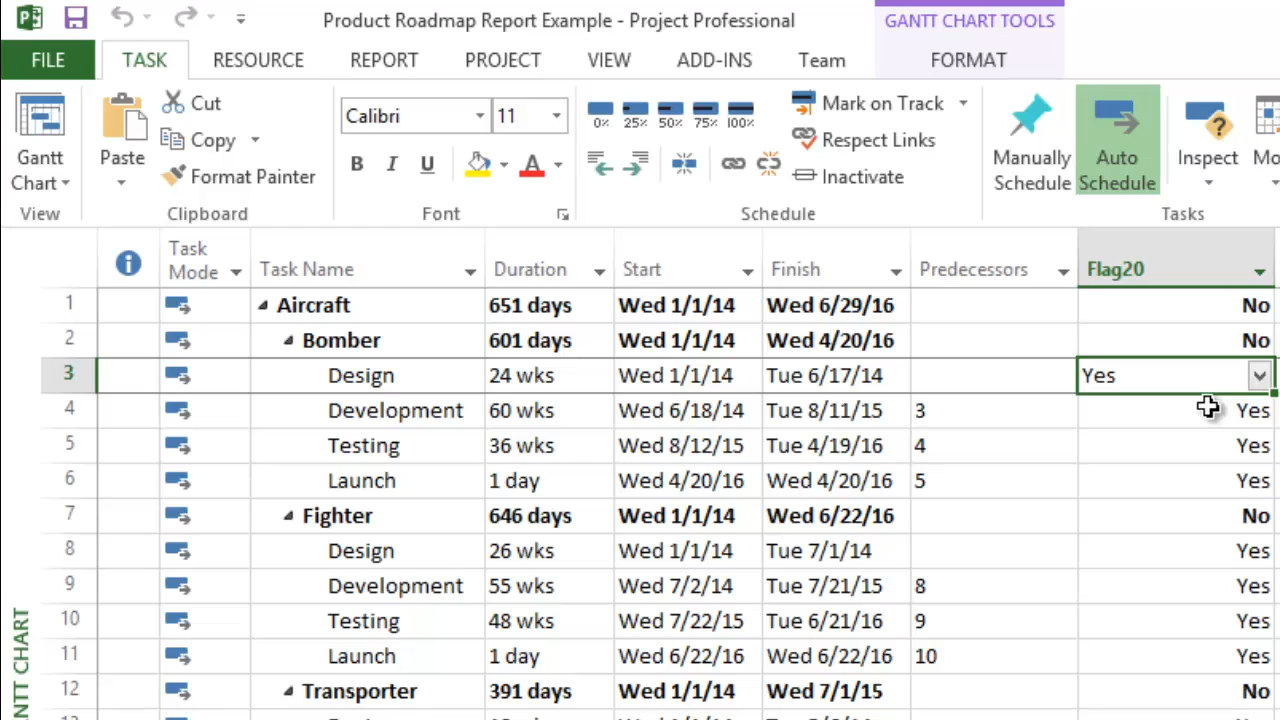 Product Roadmap Report Example - Project Professional
GANTT CHART TOOLS
FILE TASK RESOURCE REPORT PROJECT VIEW ADD-INS Team FORMAT
Gantt Chart
View
Paste
Cut
Copy
Format Painter
Clipboard
Calibri 11
B I U A
Font
0% 25% 50% 75% 100%
Mark on Track
Respect Links
Inactivate
Schedule
Manually Schedule
Auto Schedule
Inspect
Mo
Tasks
Task Mode Task Name Duration Start Finish Predecessors Flag20
1 Aircraft 651 days Wed 1/1/14 Wed 6/29/16 No
2 Bomber 601 days Wed 1/1/14 Wed 4/20/16 No
3 Design 24 wks Wed 1/1/14 Tue 6/17/14 Yes
4 Development 60 wks Wed 6/18/14 Tue 8/11/15 3 Yes
5 Testing 36 wks Wed 8/12/15 Tue 4/19/16 4 Yes
6 Launch 1 day Wed 4/20/16 Wed 4/20/16 5 Yes
7 Fighter 646 days Wed 1/1/14 Wed 6/22/16 No
8 Design 26 wks Wed 1/1/14 Tue 7/1/14 Yes
9 Development 55 wks Wed 7/2/14 Tue 7/21/15 8 Yes
10 Testing 48 wks Wed 7/22/15 Tue 6/21/16 9 Yes
11 Launch 1 day Wed 6/22/16 Wed 6/22/16 10 Yes
12 Transporter 391 days Wed 1/1/14 Wed 7/1/15 No
NTT CHART